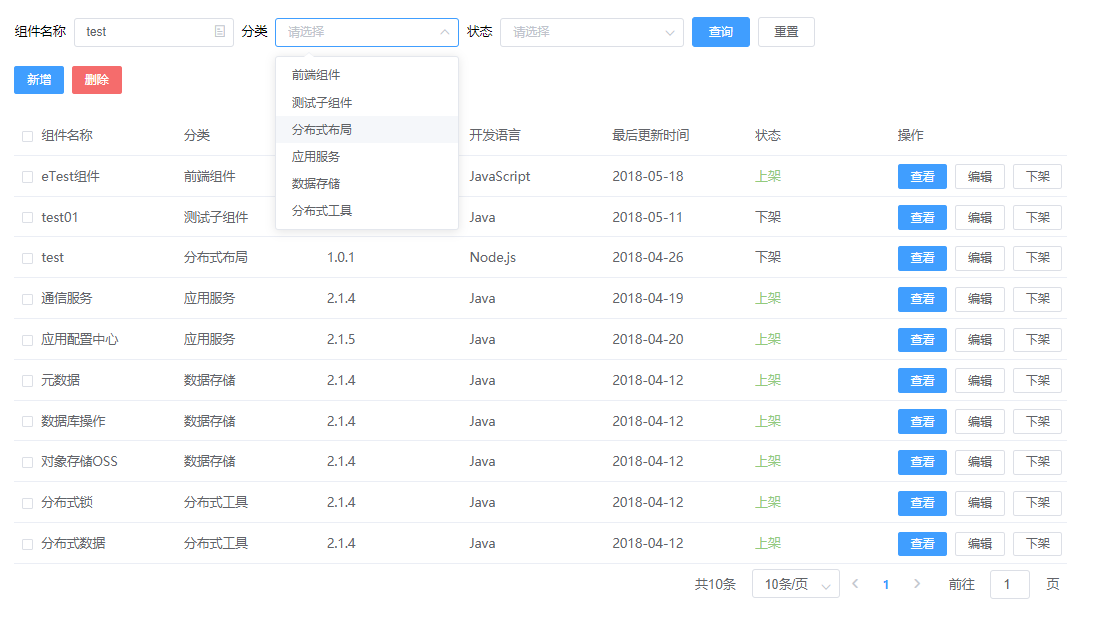 组件名称 test 分类 请选择 状态 请选择 查询 重置
新增 删除
前端组件
测试子组件
分布式布局
应用服务
数据存储
分布式工具
组件名称 分类 开发语言 最后更新时间 状态 操作
eTest组件 前端组件 JavaScript 2018-05-18 上架 查看 编辑 下架
test01 测试子组件 Java 2018-05-11 下架 查看 编辑 下架
test 分布式布局 1.0.1 Node.js 2018-04-26 下架 查看 编辑 下架
通信服务 应用服务 2.1.4 Java 2018-04-19 上架 查看 编辑 下架
应用配置中心 应用服务 2.1.5 Java 2018-04-20 上架 查看 编辑 下架
元数据 数据存储 2.1.4 Java 2018-04-12 上架 查看 编辑 下架
数据库操作 数据存储 2.1.4 Java 2018-04-12 上架 查看 编辑 下架
对象存储OSS 数据存储 2.1.4 Java 2018-04-12 上架 查看 编辑 下架
分布式锁 分布式工具 2.1.4 Java 2018-04-12 上架 查看 编辑 下架
分布式数据 分布式工具 2.1.4 Java 2018-04-12 上架 查看 编辑 下架
共10条 10条/页 1 前往 1 页